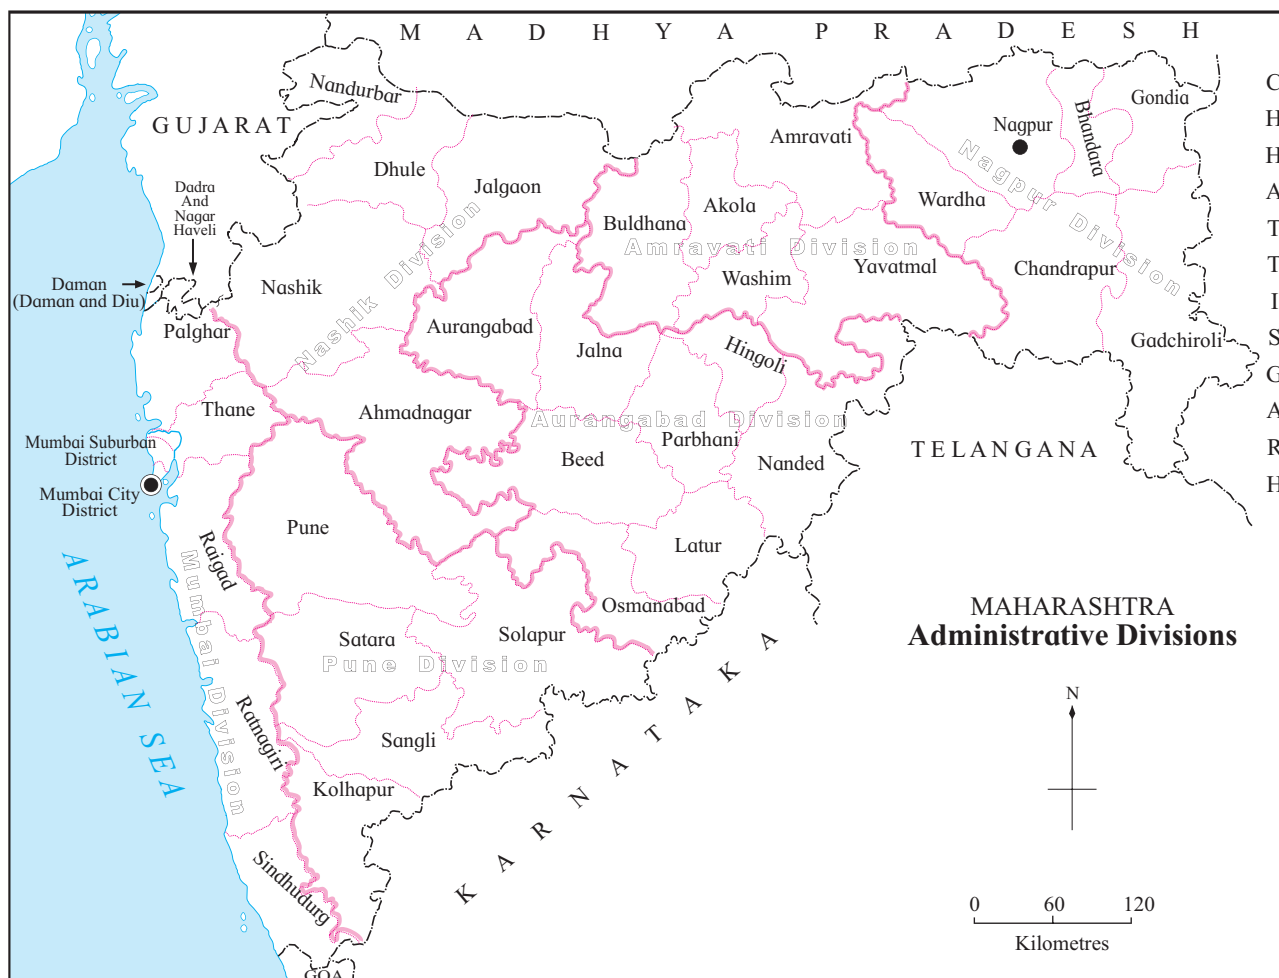 M A D H Y A P R A D E S H
C H H A T T I S G A R H
Nandurbar
Gondia
Bhandara
GUJARAT
Nagpur
Amravati
Dhule
Jalgaon
Nagpur Division
Dadra
And
Nagar
Haveli
Wardha
Akola
Buldhana
Amravati Division
Nashik Division
Washim
Yavatmal
Chandrapur
Daman
(Daman and Diu)
Nashik
Palghar
Aurangabad
Jalna
Hingoli
Gadchiroli
Thane
Ahmadnagar
Aurangabad Division
Mumbai Suburban
District
Parbhani
Beed
Nanded
TELANGANA
Mumbai City
District
Pune
Raigad
Latur
ARABIAN SEA
Mumbai Division
Osmanabad
Satara
Solapur
Pune Division
MAHARASHTRA
Administrative Divisions
KARNATAKA
Ratnagiri
Sangli
Kolhapur
N
Sindhudurg
0 60 120
Kilometres
GOA